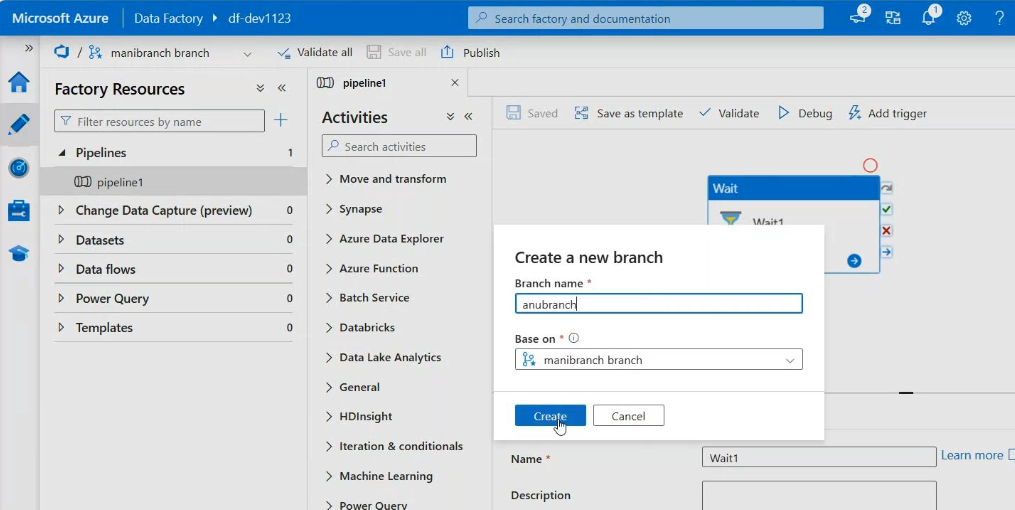 Microsoft Azure
Data Factory
df-dev1123
Search factory and documentation
2
1
?
/
manibranch branch
Validate all
Save all
Publish
Factory Resources
Filter resources by name
Pipelines
1
pipeline1
Change Data Capture (preview)
0
Datasets
0
Data flows
0
Power Query
0
Templates
0
pipeline1
Activities
Search activities
Move and transform
Synapse
Azure Data Explorer
Azure Function
Batch Service
Databricks
Data Lake Analytics
General
HDInsight
Iteration & conditionals
Machine Learning
Power Query
Saved
Save as template
Validate
Debug
Add trigger
Wait
Wait1
Create a new branch
Branch name *
anubranch
Base on *
manibranch branch
Create
Cancel
Name *
Wait1
Learn more
Description